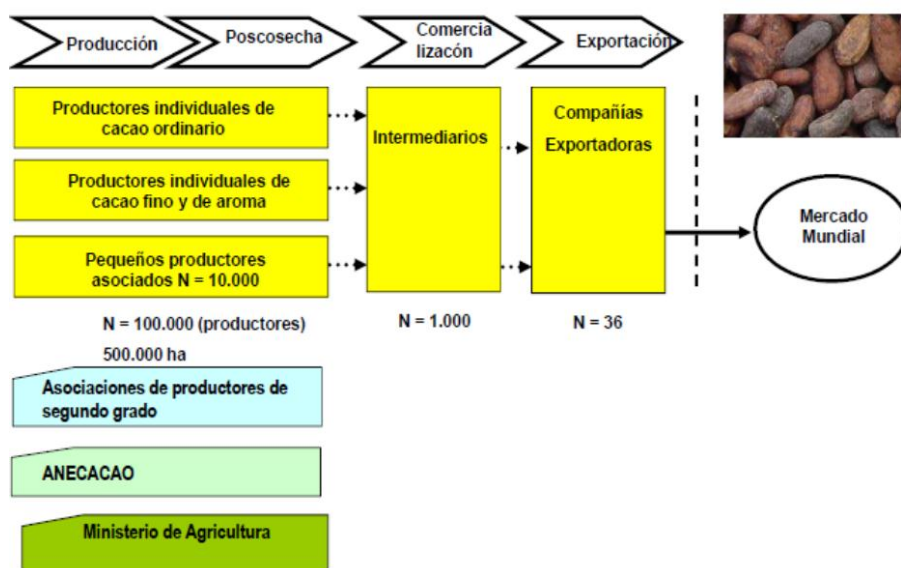 Producción
Poscosecha
Comercia
lizacón
Exportación
Productores individuales de
cacao ordinario
Productores individuales de
cacao fino y de aroma
Pequeños productores
asociados N = 10.000
Intermediarios
Compañías
Exportadoras
Mercado
Mundial
N = 100.000 (productores)
500.000 ha
N = 1.000
N = 36
Asociaciones de productores de
segundo grado
ANECACAO
Ministerio de Agricultura